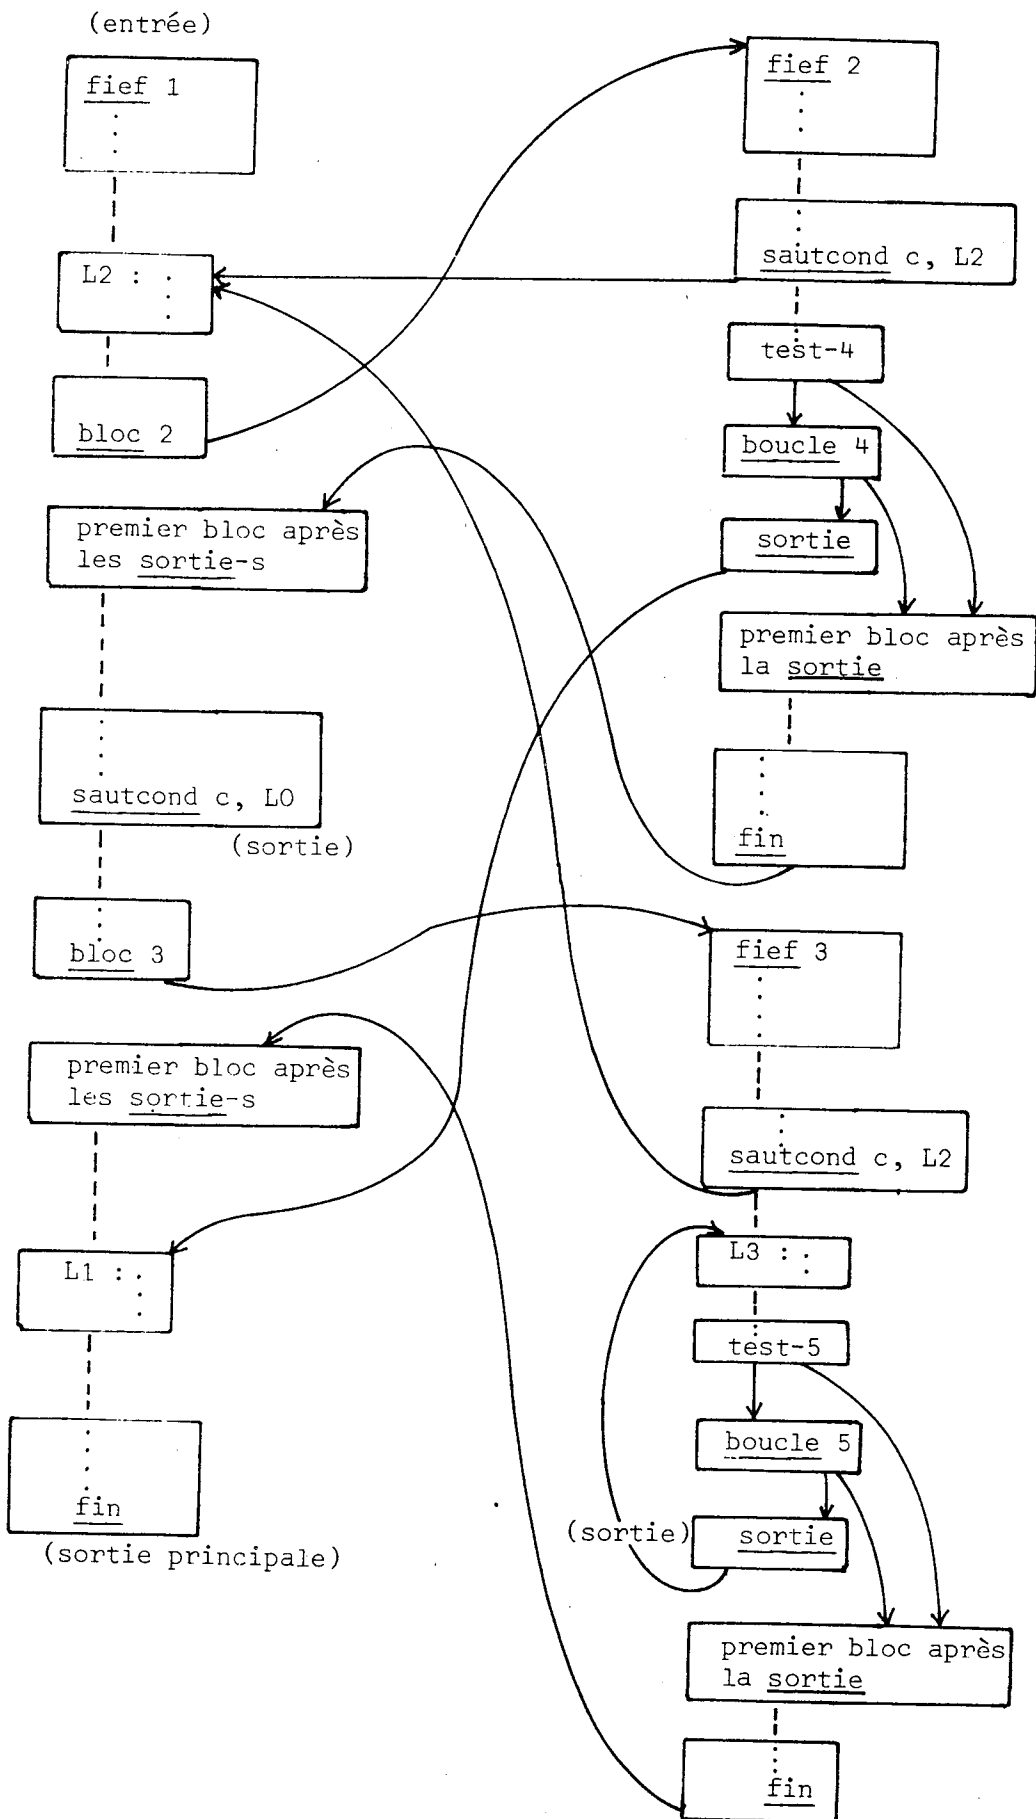 (entrée)
fief 1
L2 :
bloc 2
premier bloc après
les sortie-s
sautcond c, L0
(sortie)
bloc 3
premier bloc après
les sortie-s
L1 :
fin
(sortie principale)
fief 2
sautcond c, L2
test-4
boucle 4
sortie
premier bloc après
la sortie
fin
fief 3
sautcond c, L2
L3 :
test-5
boucle 5
(sortie)
sortie
premier bloc après
la sortie
fin